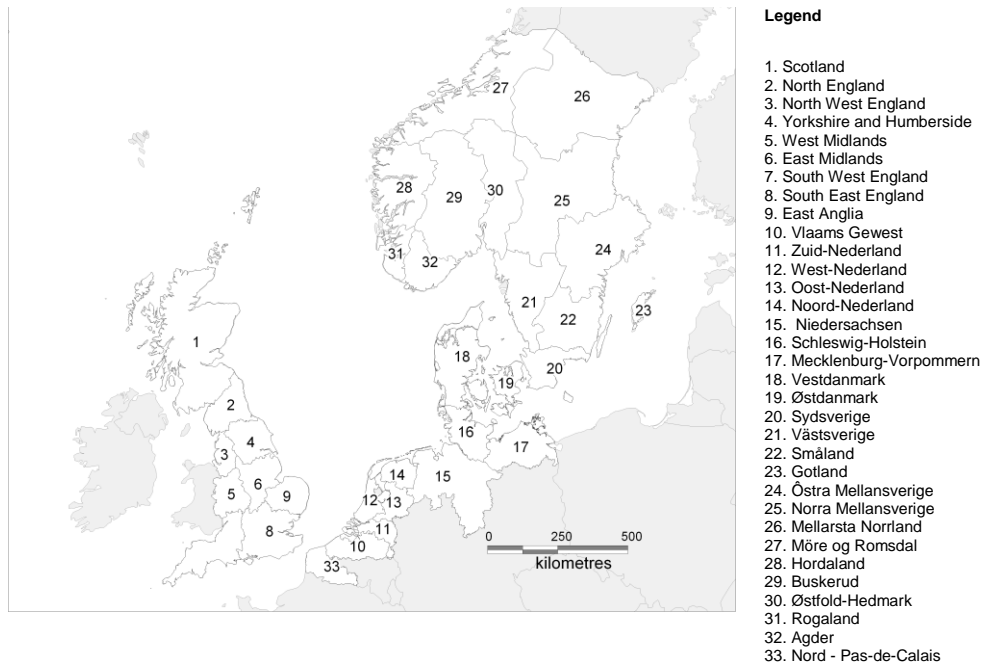 Legend
1. Scotland
2. North England
3. North West England
4. Yorkshire and Humberside
5. West Midlands
6. East Midlands
7. South West England
8. South East England
9. East Anglia
10. Vlaams Gewest
11. Zuid-Nederland
12. West-Nederland
13. Oost-Nederland
14. Noord-Nederland
15. Niedersachsen
16. Schleswig-Holstein
17. Mecklenburg-Vorpommern
18. Vestdanmark
19. Østdanmark
20. Sydsverige
21. Västsverige
22. Småland
23. Gotland
24. Ôstra Mellansverige
25. Norra Mellansverige
26. Mellarsta Norrland
27. Möre og Romsdal
28. Hordaland
29. Buskerud
30. Østfold-Hedmark
31. Rogaland
32. Agder
33. Nord - Pas-de-Calais
27
26
28
29
30
25
31
32
24
21
22
23
1
18
19
20
2
16
17
3
4
14
15
5
6
9
12
13
8
11
10
33
0 250 500
kilometres